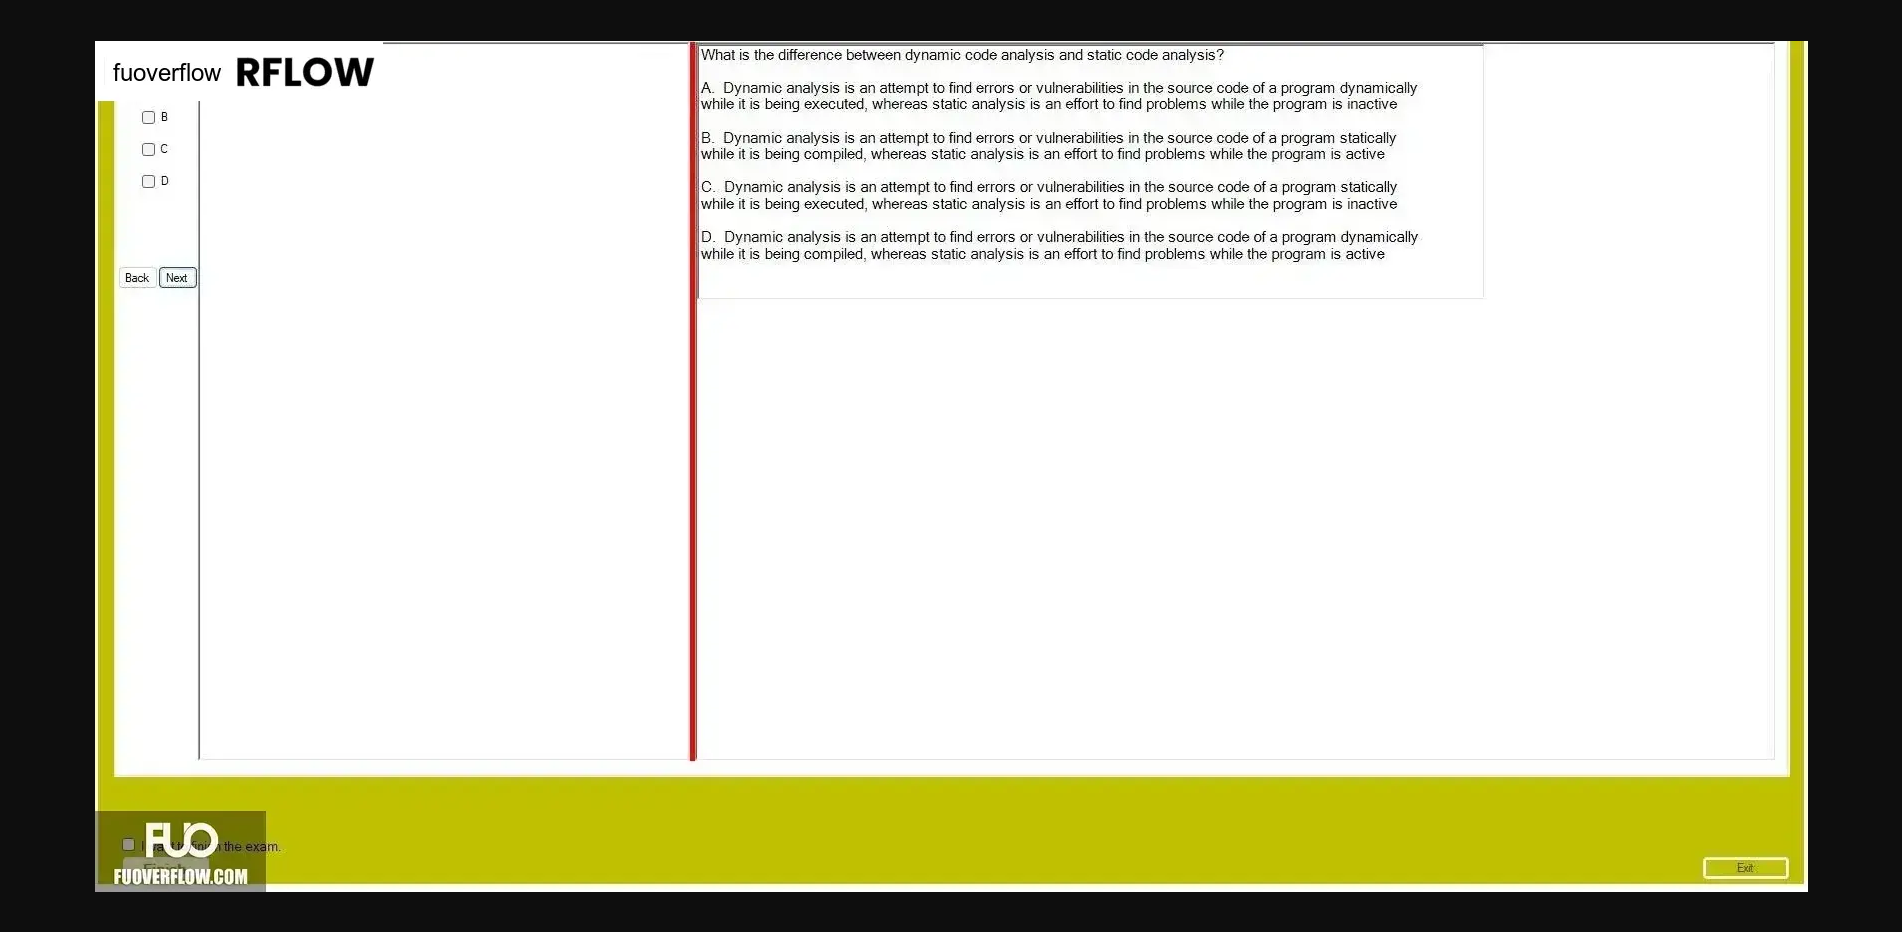 fuoverflow RFLOW
What is the difference between dynamic code analysis and static code analysis?
A. Dynamic analysis is an attempt to find errors or vulnerabilities in the source code of a program dynamically
while it is being executed, whereas static analysis is an effort to find problems while the program is inactive
B. Dynamic analysis is an attempt to find errors or vulnerabilities in the source code of a program statically
while it is being compiled, whereas static analysis is an effort to find problems while the program is active
C. Dynamic analysis is an attempt to find errors or vulnerabilities in the source code of a program statically
while it is being executed, whereas static analysis is an effort to find problems while the program is inactive
D. Dynamic analysis is an attempt to find errors or vulnerabilities in the source code of a program dynamically
while it is being compiled, whereas static analysis is an effort to find problems while the program is active
B
C
D
Back Next
FUO
I want to finish the exam.
FUOVERFLOW.COM
Exit